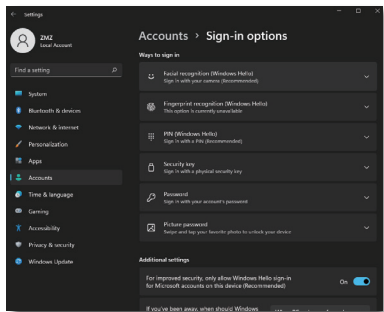 Settings
ZMZ
Local Account
Find a setting
System
Bluetooth & devices
Network & internet
Personalization
Apps
Accounts
Time & language
Gaming
Accessibility
Privacy & security
Windows Update
Accounts > Sign-in options
Ways to sign in
Facial recognition (Windows Hello)
Sign in with your camera (Recommended)
Fingerprint recognition (Windows Hello)
This option is currently unavailable
PIN (Windows Hello)
Sign in with a PIN (Recommended)
Security key
Sign in with a physical security key
Password
Sign in with your account's password
Picture password
Swipe and tap your favorite photo to unlock your device
Additional settings
For improved security, only allow Windows Hello sign-in
for Microsoft accounts on this device (Recommended)
On
If you've been away, when should Windows